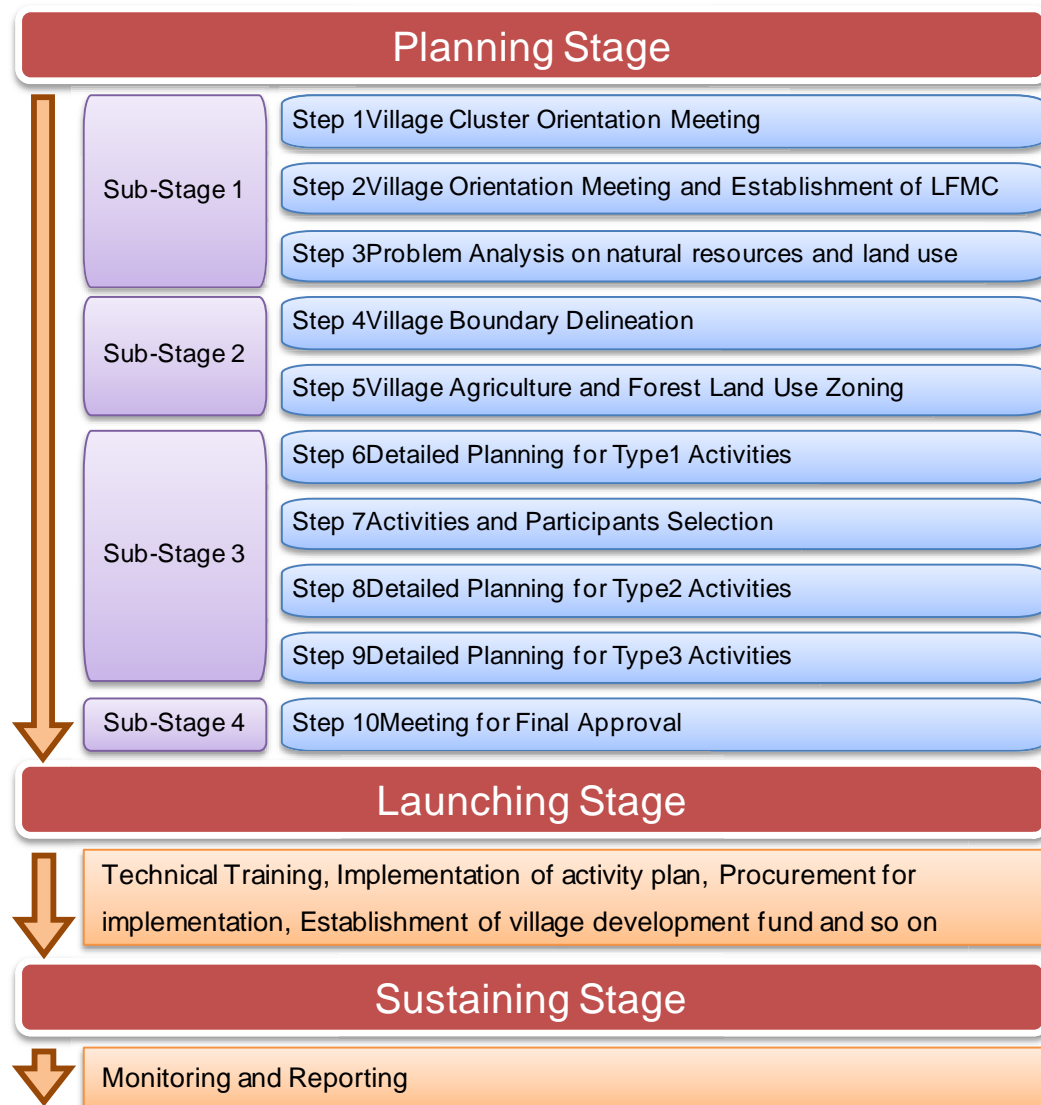 Planning Stage
Sub-Stage 1
Step 1Village Cluster Orientation Meeting
Step 2Village Orientation Meeting and Establishment of LFMC
Step 3Problem Analysis on natural resources and land use
Sub-Stage 2
Step 4Village Boundary Delineation
Step 5Village Agriculture and Forest Land Use Zoning
Sub-Stage 3
Step 6Detailed Planning for Type1 Activities
Step 7Activities and Participants Selection
Step 8Detailed Planning for Type2 Activities
Step 9Detailed Planning for Type3 Activities
Sub-Stage 4
Step 10Meeting for Final Approval
Launching Stage
Technical Training, Implementation of activity plan, Procurement for
implementation, Establishment of village development fund and so on
Sustaining Stage
Monitoring and Reporting